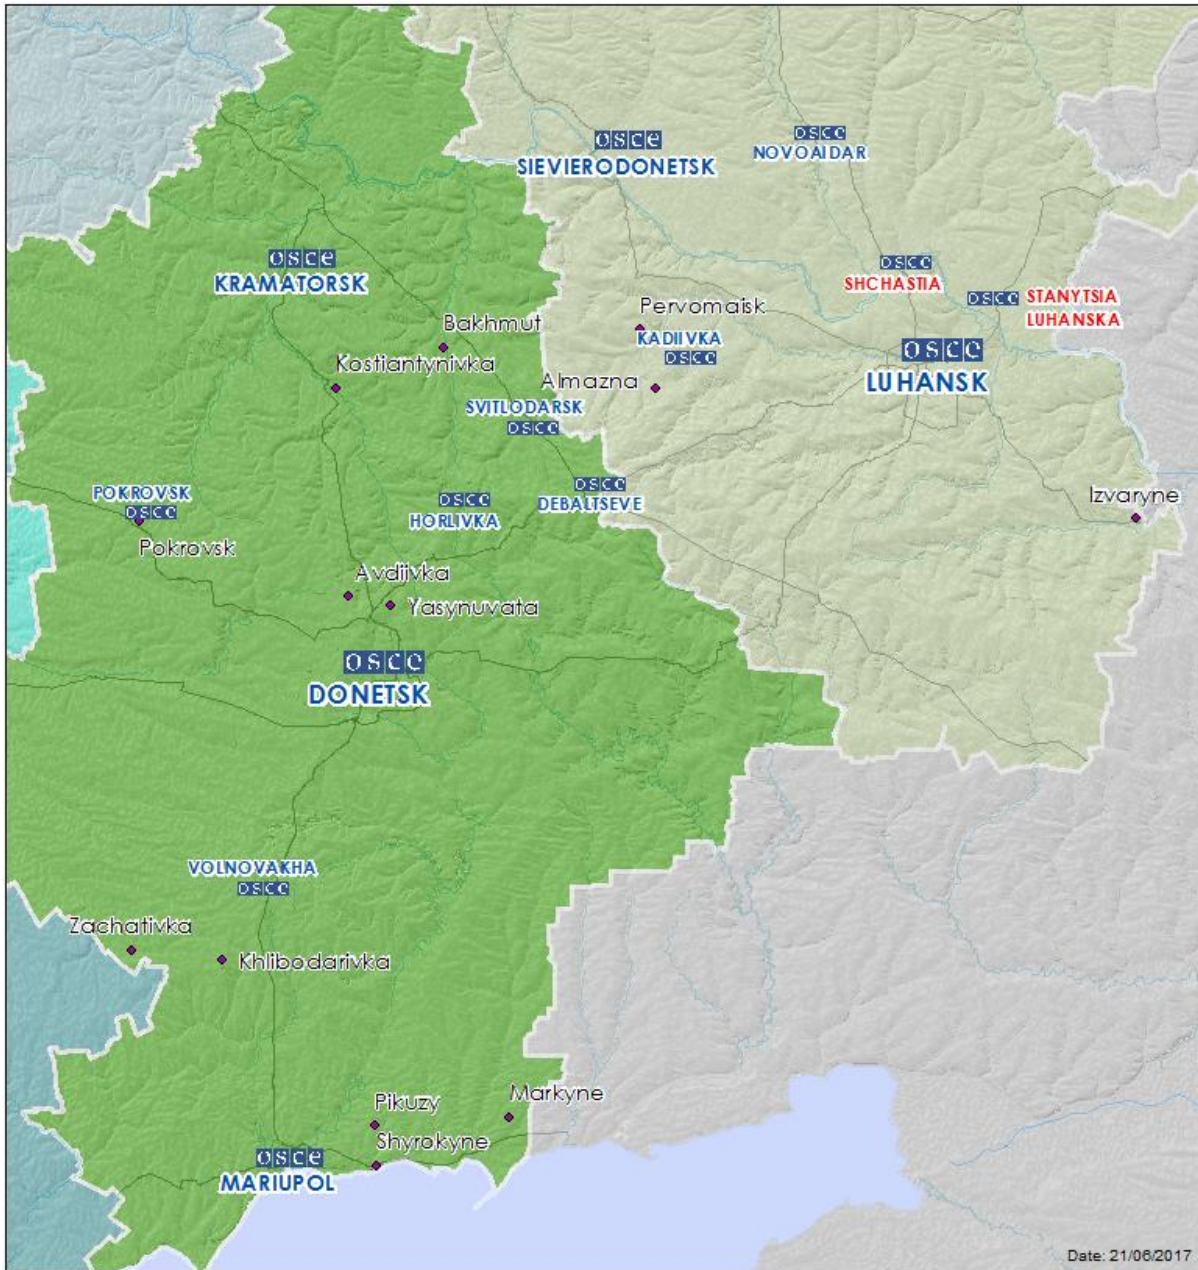 osce
SIEVIERODONETSK
osce
NOVOAIDAR
osce
KRAMATORSK
osce
SHCHASTIA
osce
STANYTSIA
LUHANSKA
Bakhmut
Pervomaisk
KADIIVKA
osce
osce
LUHANSK
Kostiantynivka
Almazna
SVITLODARSK
osce
POKROVSK
osce
Pokrovsk
osce
HORLIVKA
osce
DEBALTSEVE
Izvaryne
Avdiivka
Yasynuvata
osce
DONETSK
VOLNOVAKHA
osce
Zachativka
Khlibodarivka
Pikuzy
Markyne
Shyrokyne
osce
MARIUPOL
Date: 21/06/2017